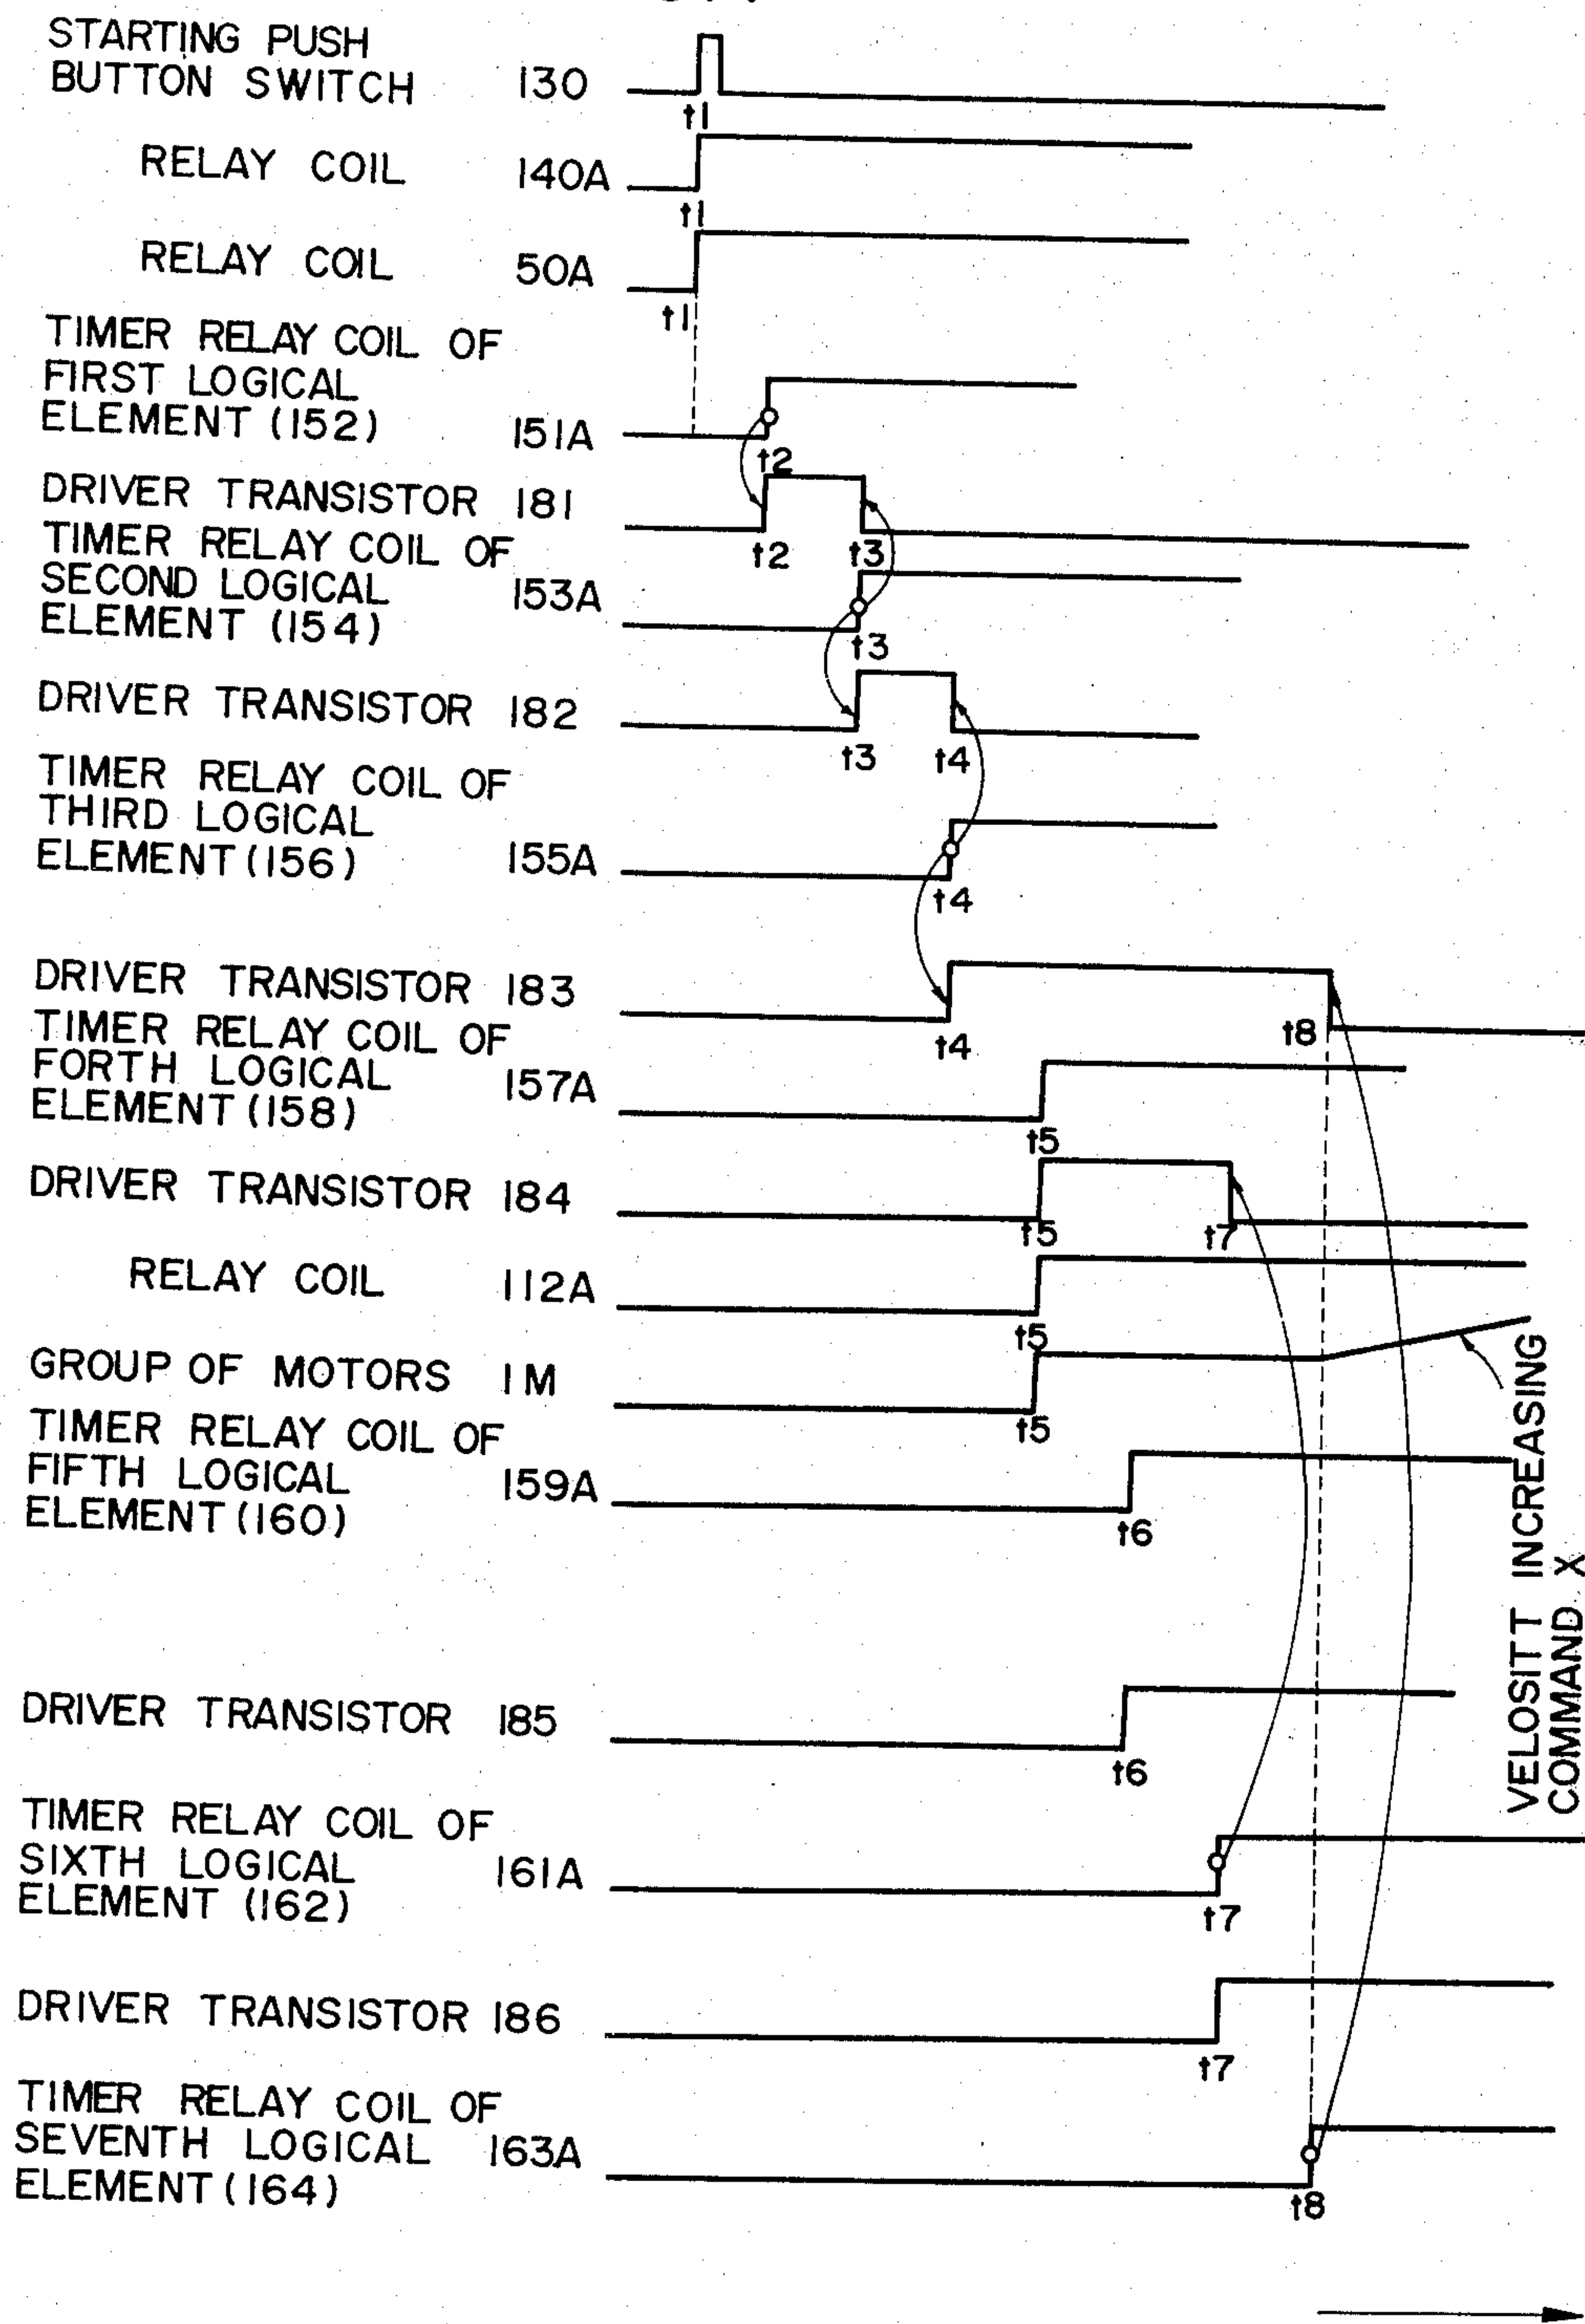 STARTING PUSH
BUTTON SWITCH 130
t1
RELAY COIL 140A
t1
RELAY COIL 50A
t1
TIMER RELAY COIL OF
FIRST LOGICAL
ELEMENT (152) 151A
t2
DRIVER TRANSISTOR 181
t2 t3
TIMER RELAY COIL OF
SECOND LOGICAL 153A
ELEMENT (154)
t3
DRIVER TRANSISTOR 182
t3 t4
TIMER RELAY COIL OF
THIRD LOGICAL
ELEMENT (156) 155A
t4
DRIVER TRANSISTOR 183
t4 t8
TIMER RELAY COIL OF
FORTH LOGICAL 157A
ELEMENT (158)
t5
DRIVER TRANSISTOR 184
t5 t7
RELAY COIL 112A
t5
GROUP OF MOTORS 1M
t5
VELOSITT INCREASING
COMMAND X
TIMER RELAY COIL OF
FIFTH LOGICAL 159A
ELEMENT (160)
t6
DRIVER TRANSISTOR 185
t6
TIMER RELAY COIL OF
SIXTH LOGICAL 161A
ELEMENT (162)
t7
DRIVER TRANSISTOR 186
t7
TIMER RELAY COIL OF
SEVENTH LOGICAL 163A
ELEMENT (164)
t8